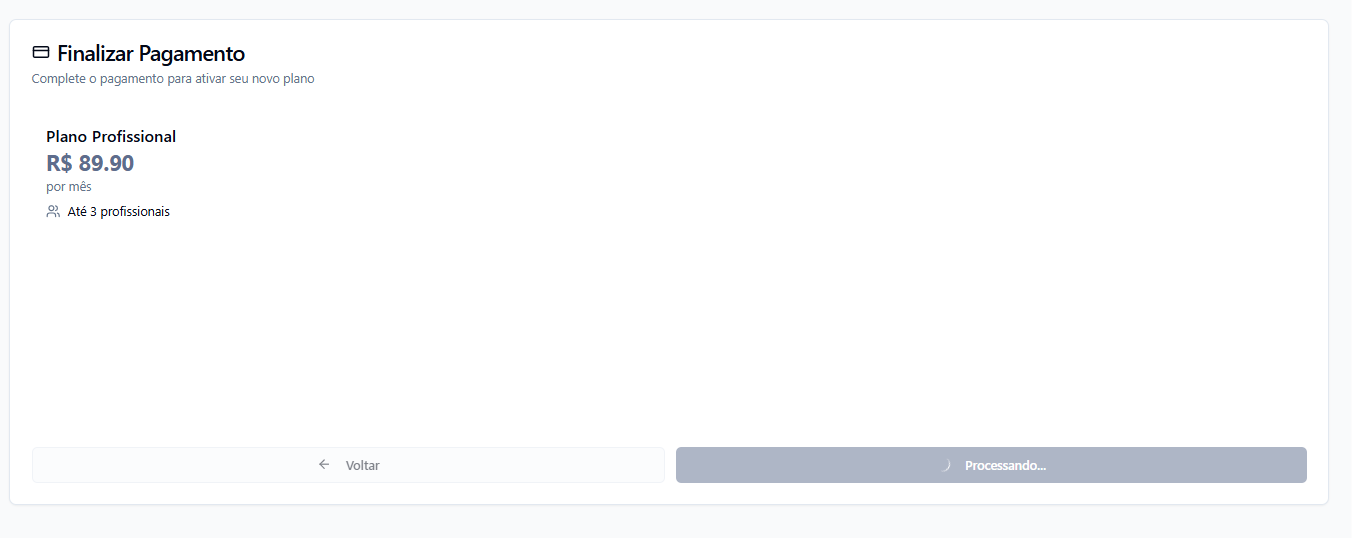 Finalizar Pagamento
Complete o pagamento para ativar seu novo plano
Plano Profissional
R$ 89.90
por mês
Até 3 profissionais
Voltar
Processando...